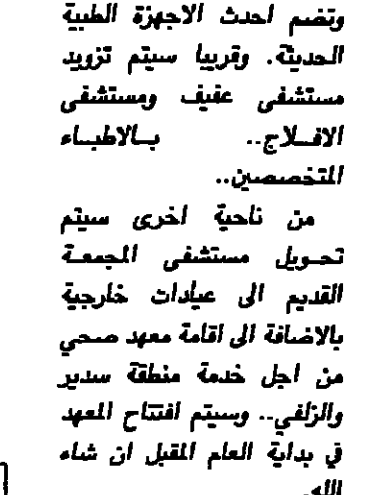 وتضم احدث الاجهزة الطبية
الحديثة. وقريبا سيتم تزويد
مستشفى عفيف ومستشفى
الافلاج.. بالاطباء
المتخصصين..
من ناحية اخرى سيتم
تحويل مستشفى المجمعة
القديم الى عيادات خارجية
بالاضافة الى اقامة معهد صحي
من اجل خدمة منطقة سدير
والزلفي.. وسيتم افتتاح المعهد
في بداية العام المقبل ان شاء
الله.